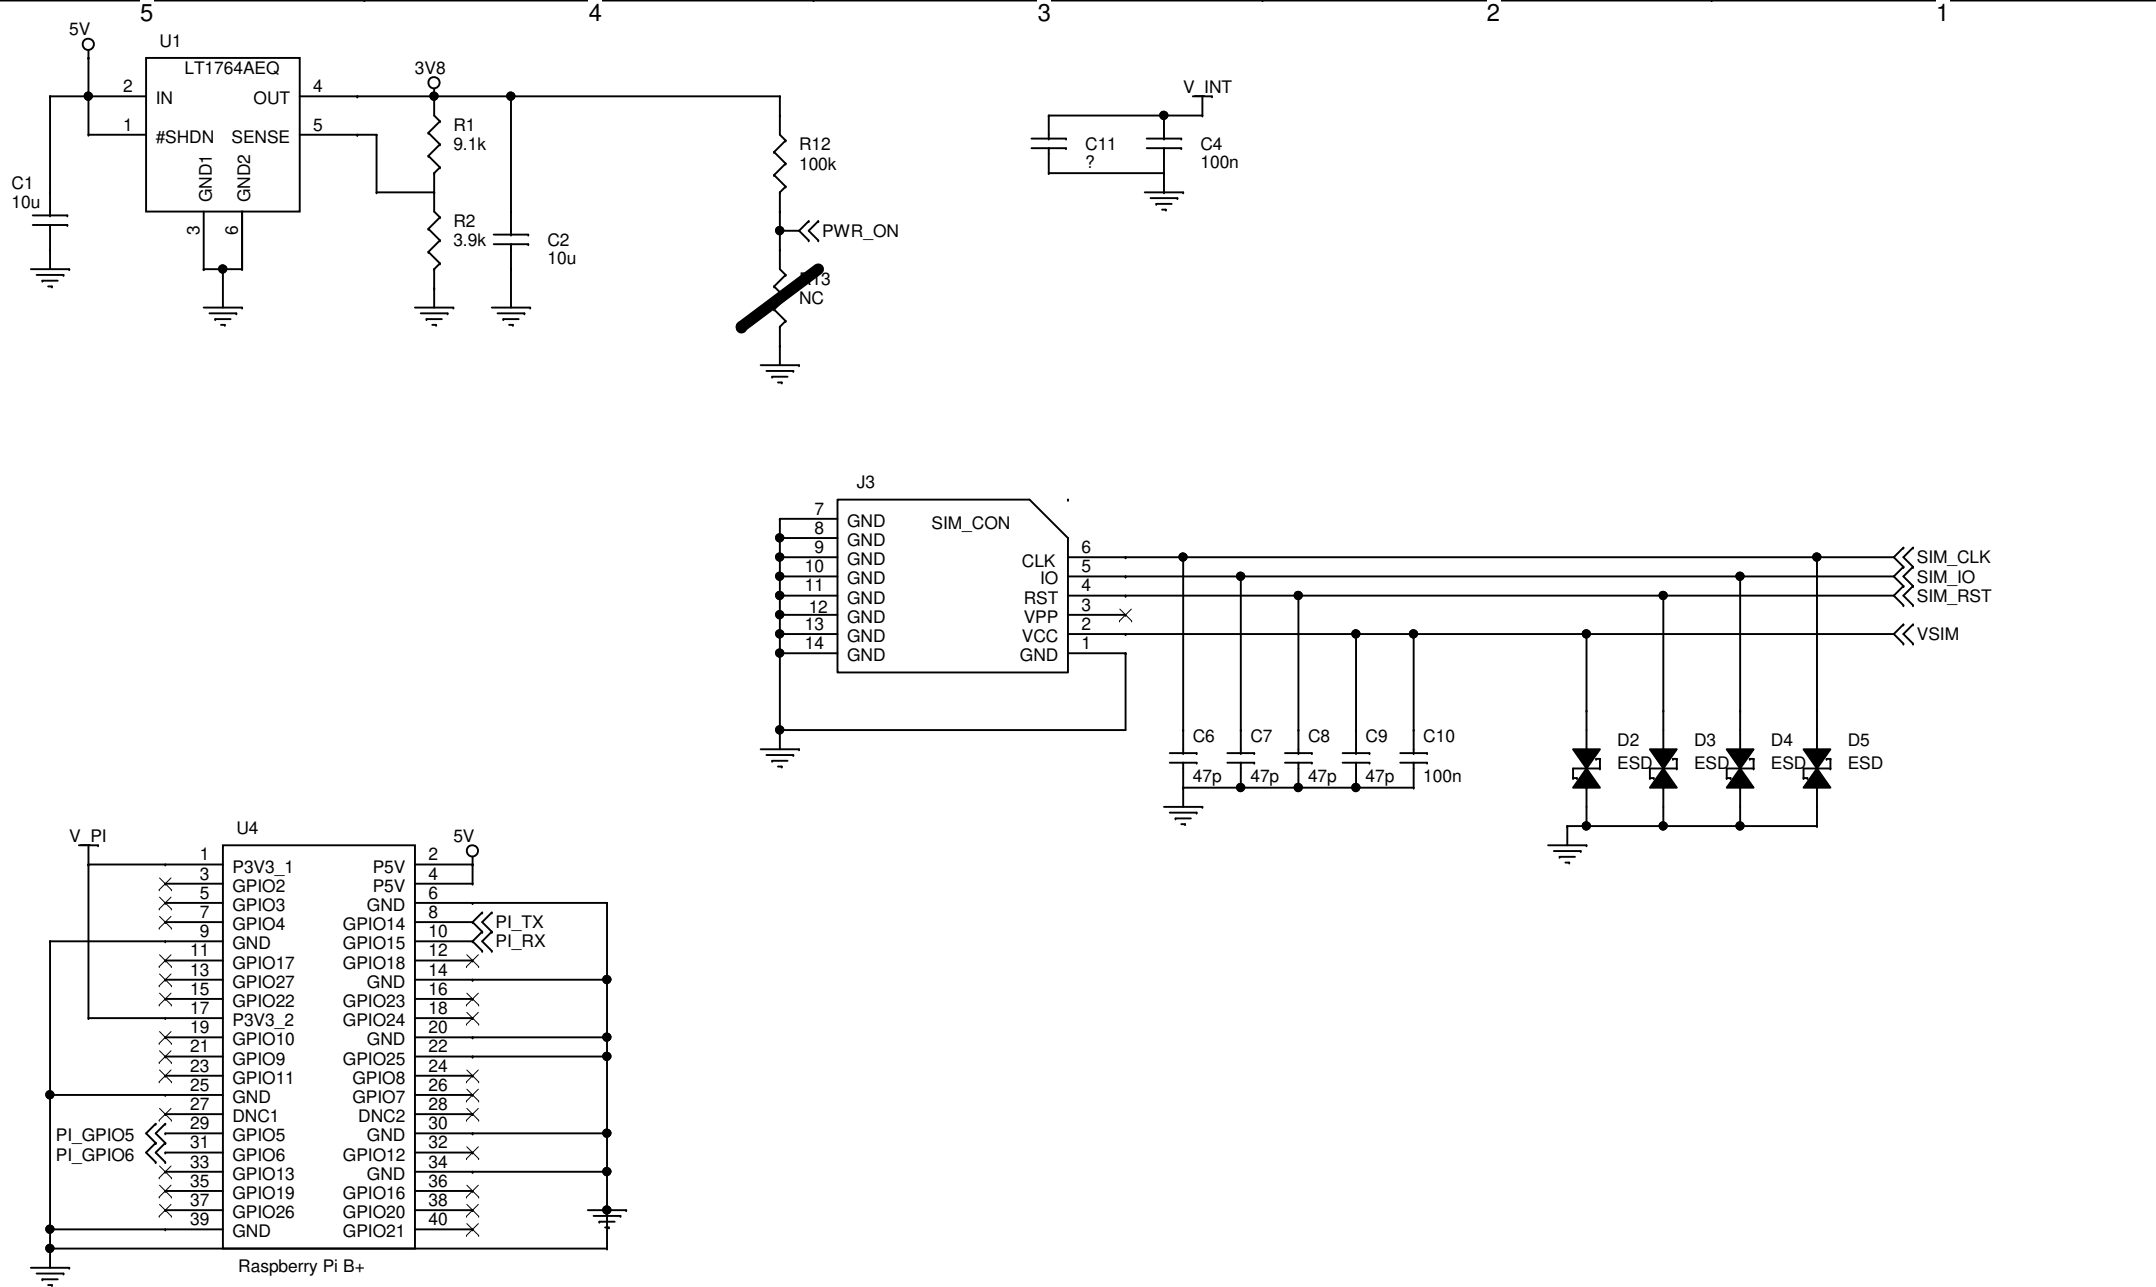 5 4 3 2 1
5V
U1
LT1764AEQ
2 IN OUT 4
1 #SHDN SENSE 5
GND1 GND2
3 6
C1
10u
3V8
R1
9.1k
R2
3.9k
C2
10u
R12
100k
PWR_ON
NC
V_INT
C11
?
C4
100n
J3
SIM_CON
7 GND
8 GND
9 GND
10 GND
11 GND
12 GND
13 GND
14 GND
CLK 6
IO 5
RST 4
VPP 3
VCC 2
GND 1
SIM_CLK
SIM_IO
SIM_RST
VSIM
C6 C7 C8 C9 C10
47p 47p 47p 47p 100n
D2 D3 D4 D5
ESD ESD ESD ESD
V_PI
U4
5V
1 P3V3_1 P5V 2
3 GPIO2 P5V 4
5 GPIO3 GND 6
7 GPIO4 GPIO14 8 PI_TX
9 GND GPIO15 10 PI_RX
11 GPIO17 GPIO18 12
13 GPIO27 GND 14
15 GPIO22 GPIO23 16
17 P3V3_2 GPIO24 18
19 GPIO10 GND 20
21 GPIO9 GPIO25 22
23 GPIO11 GPIO8 24
25 GND GPIO7 26
27 DNC1 DNC2 28
PI_GPIO5 29 GPIO5 GND 30
PI_GPIO6 31 GPIO6 GPIO12 32
33 GPIO13 GND 34
35 GPIO19 GPIO16 36
37 GPIO26 GPIO20 38
39 GND GPIO21 40
Raspberry Pi B+